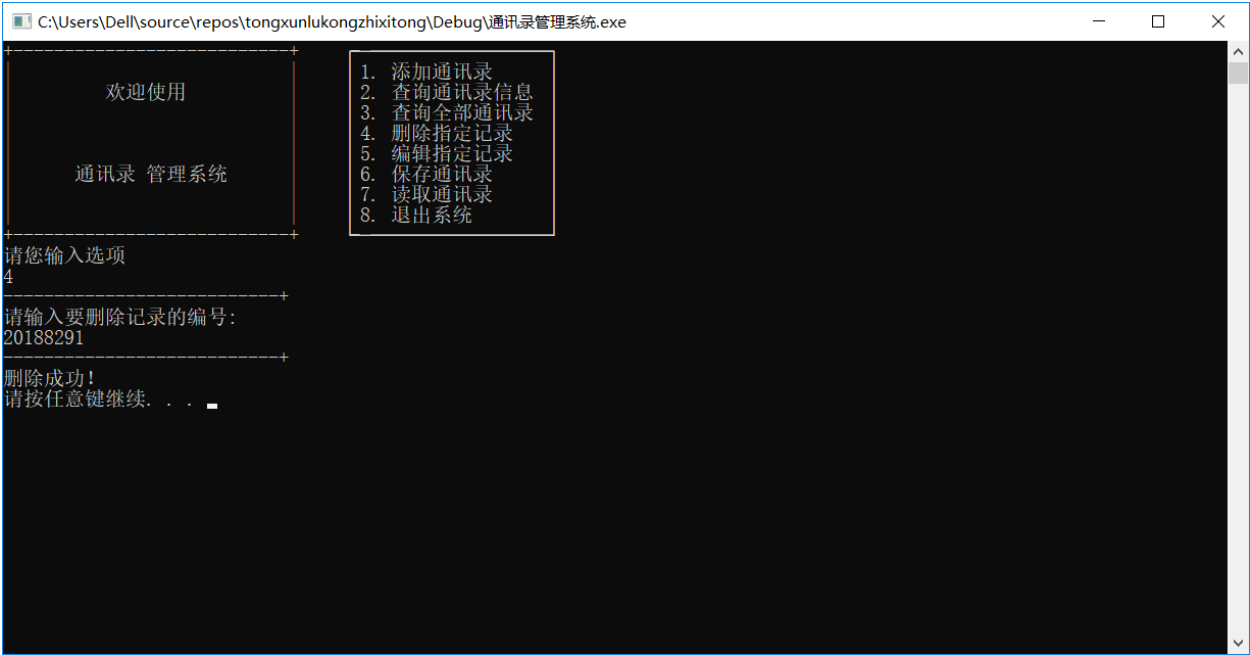 C:\Users\Dell\source\repos\tongxunlukongzhixitong\Debug\通讯录管理系统.exe
+----------------------------+
欢迎使用
通讯录 管理系统
+----------------------------+
1. 添加通讯录
2. 查询通讯录信息
3. 查询全部通讯录
4. 删除指定记录
5. 编辑指定记录
6. 保存通讯录
7. 读取通讯录
8. 退出系统
请您输入选项
4
---------------------------+
请输入要删除记录的编号:
20188291
---------------------------+
删除成功!
请按任意键继续. . .